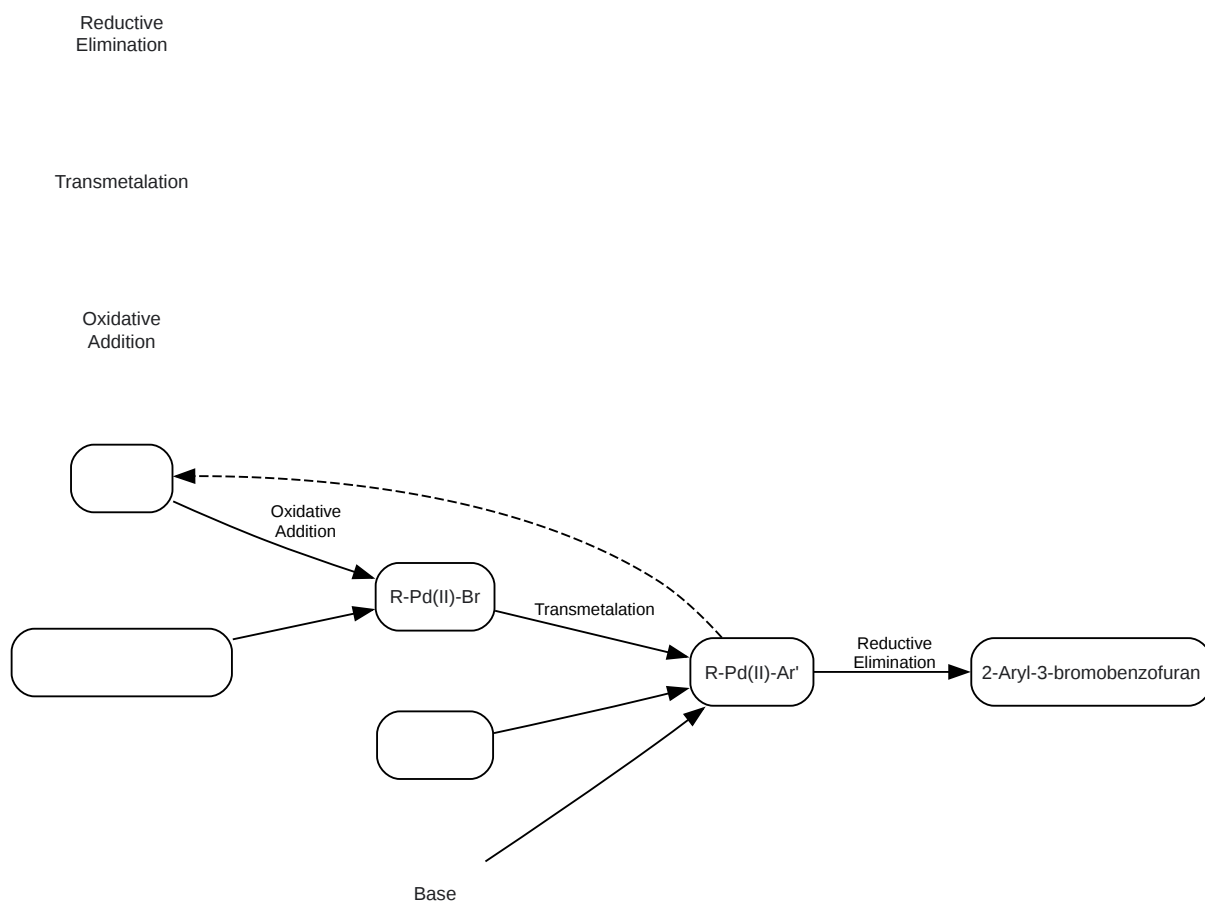 Reductive
Elimination
Transmetalation
Oxidative
Addition
Oxidative
Addition
R-Pd(II)-Br
Transmetalation
R-Pd(II)-Ar'
Reductive
Elimination
2-Aryl-3-bromobenzofuran
Base